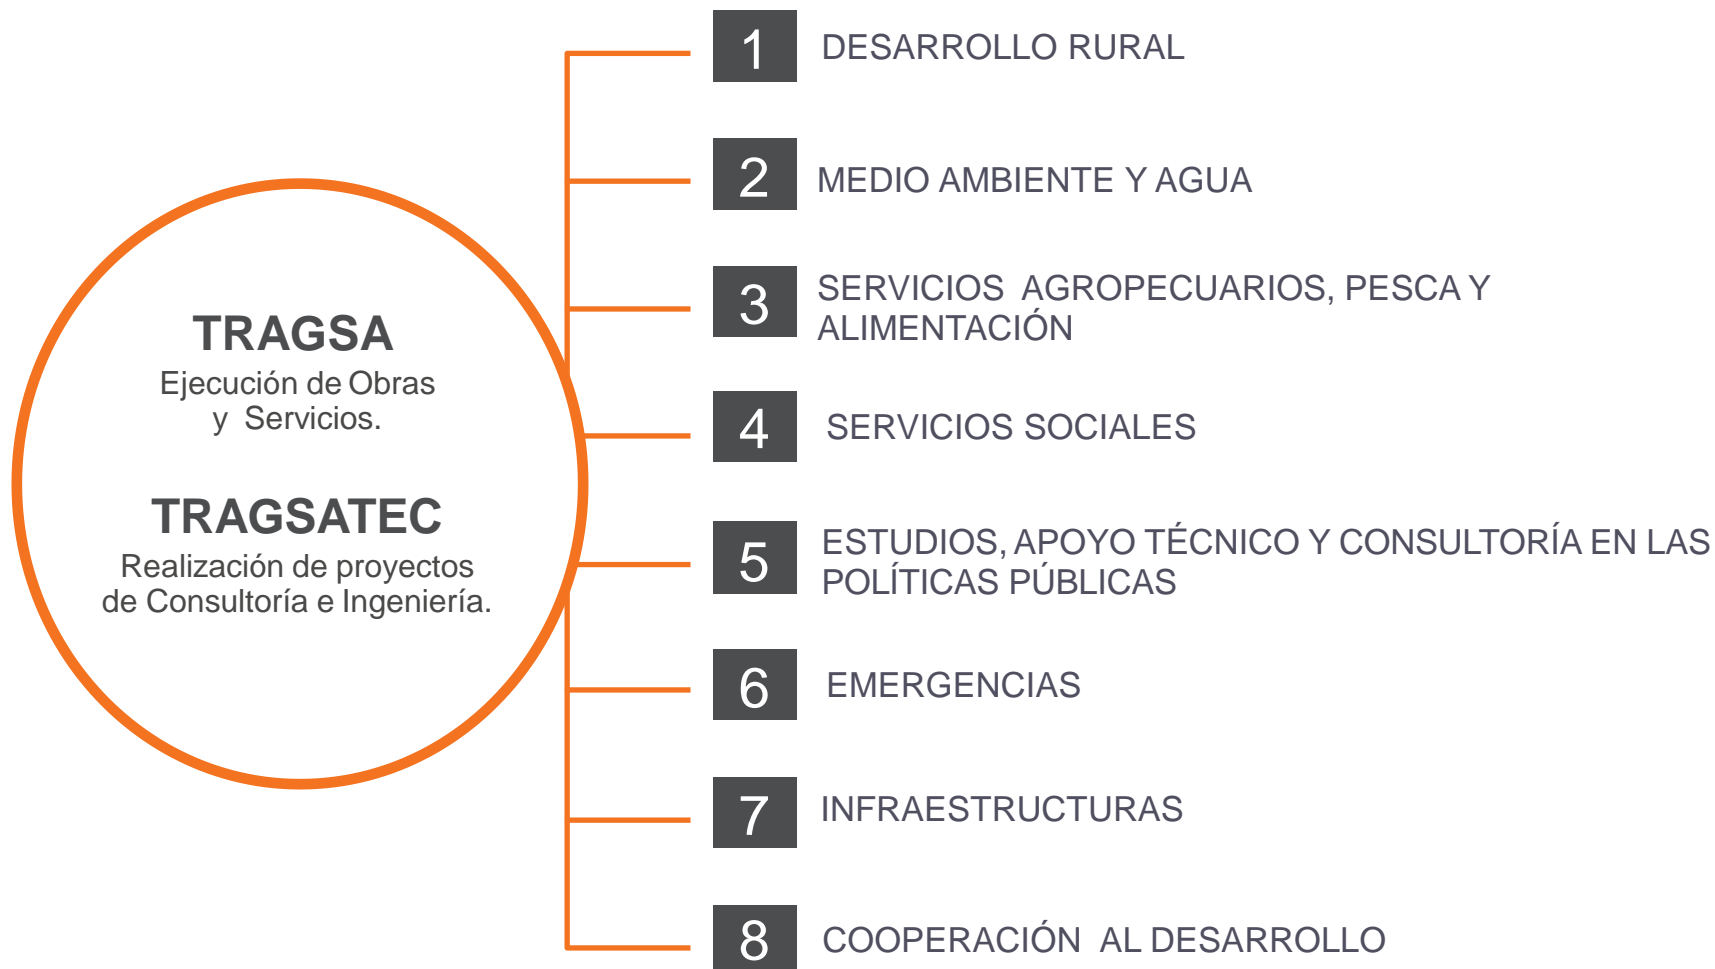 TRAGSA
Ejecución de Obras
y Servicios.
TRAGSATEC
Realización de proyectos
de Consultoría e Ingeniería.
1 DESARROLLO RURAL
2 MEDIO AMBIENTE Y AGUA
3 SERVICIOS AGROPECUARIOS, PESCA Y
ALIMENTACIÓN
4 SERVICIOS SOCIALES
5 ESTUDIOS, APOYO TÉCNICO Y CONSULTORÍA EN LAS
POLÍTICAS PÚBLICAS
6 EMERGENCIAS
7 INFRAESTRUCTURAS
8 COOPERACIÓN AL DESARROLLO